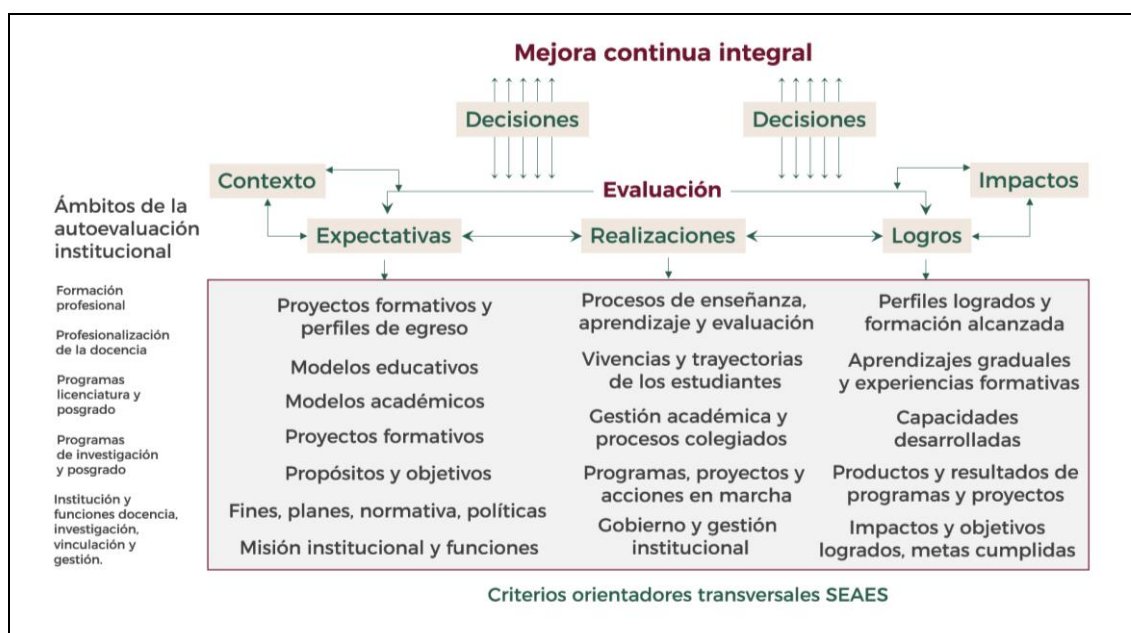 Mejora continua integral
Decisiones
Decisiones
Contexto
Evaluación
Impactos
Ámbitos de la
autoevaluación
institucional
Expectativas
Realizaciones
Logros
Formación
profesional
Profesionalización
de la docencia
Programas
licenciatura y
posgrado
Programas
de investigación
y posgrado
Institución y
funciones docencia,
investigación,
vinculación y
gestión.
Proyectos formativos y
perfiles de egreso
Modelos educativos
Modelos académicos
Proyectos formativos
Propósitos y objetivos
Fines, planes, normativa, políticas
Misión institucional y funciones
Procesos de enseñanza,
aprendizaje y evaluación
Vivencias y trayectorias
de los estudiantes
Gestión académica y
procesos colegiados
Programas, proyectos y
acciones en marcha
Gobierno y gestión
institucional
Perfiles logrados y
formación alcanzada
Aprendizajes graduales
y experiencias formativas
Capacidades
desarrolladas
Productos y resultados de
programas y proyectos
Impactos y objetivos
logrados, metas cumplidas
Criterios orientadores transversales SEAES